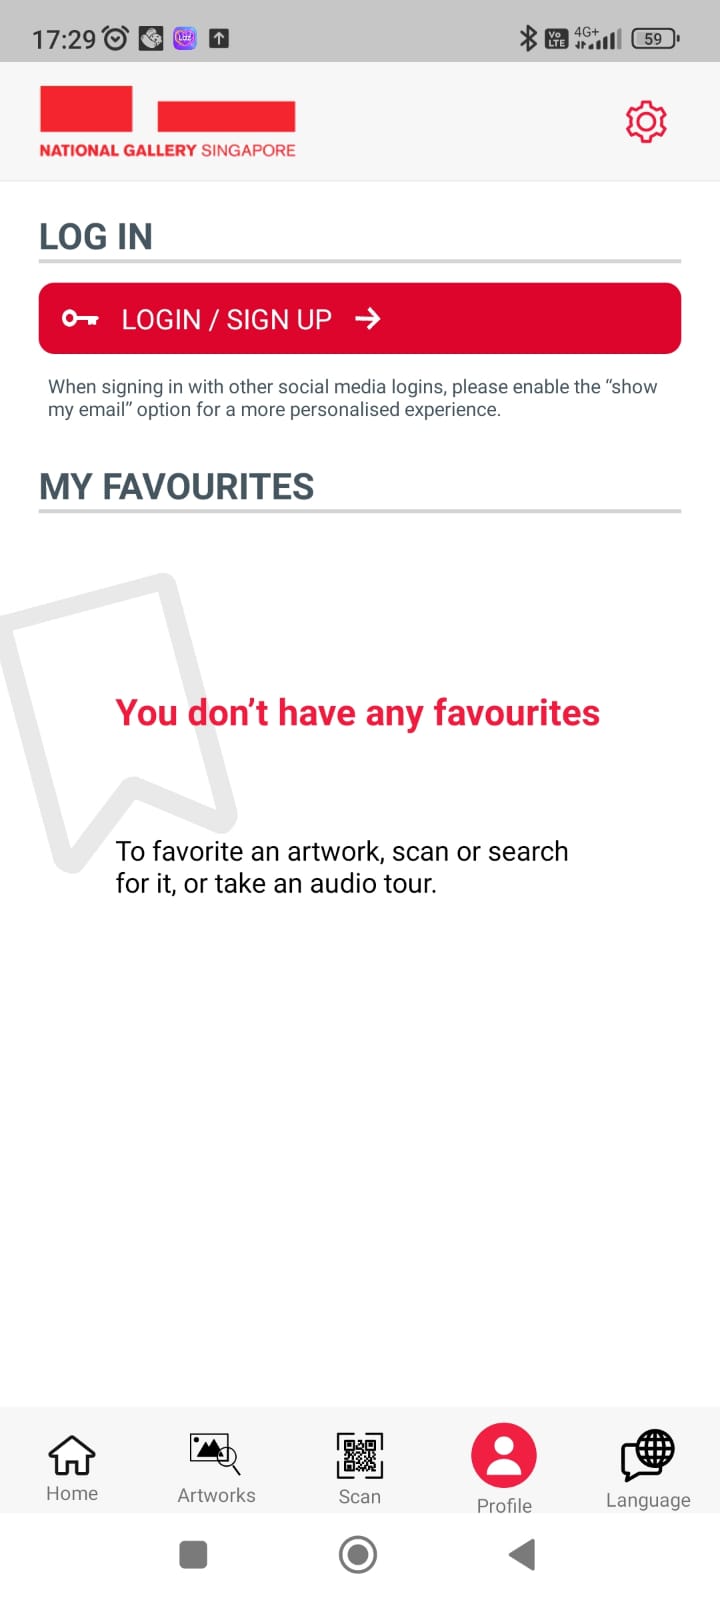 17:29
Vo
LTE
4G+
59
NATIONAL GALLERY SINGAPORE
LOG IN
LOGIN / SIGN UP
When signing in with other social media logins, please enable the “show
my email” option for a more personalised experience.
MY FAVOURITES
You don’t have any favourites
To favorite an artwork, scan or search
for it, or take an audio tour.
Home
Artworks
Scan
Profile
Language